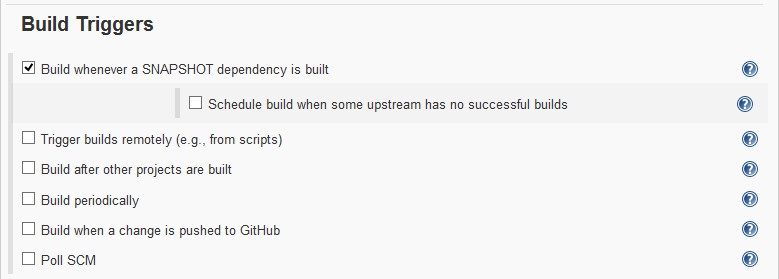 Build Triggers
Build whenever a SNAPSHOT dependency is built
Schedule build when some upstream has no successful builds
Trigger builds remotely (e.g., from scripts)
Build after other projects are built
Build periodically
Build when a change is pushed to GitHub
Poll SCM